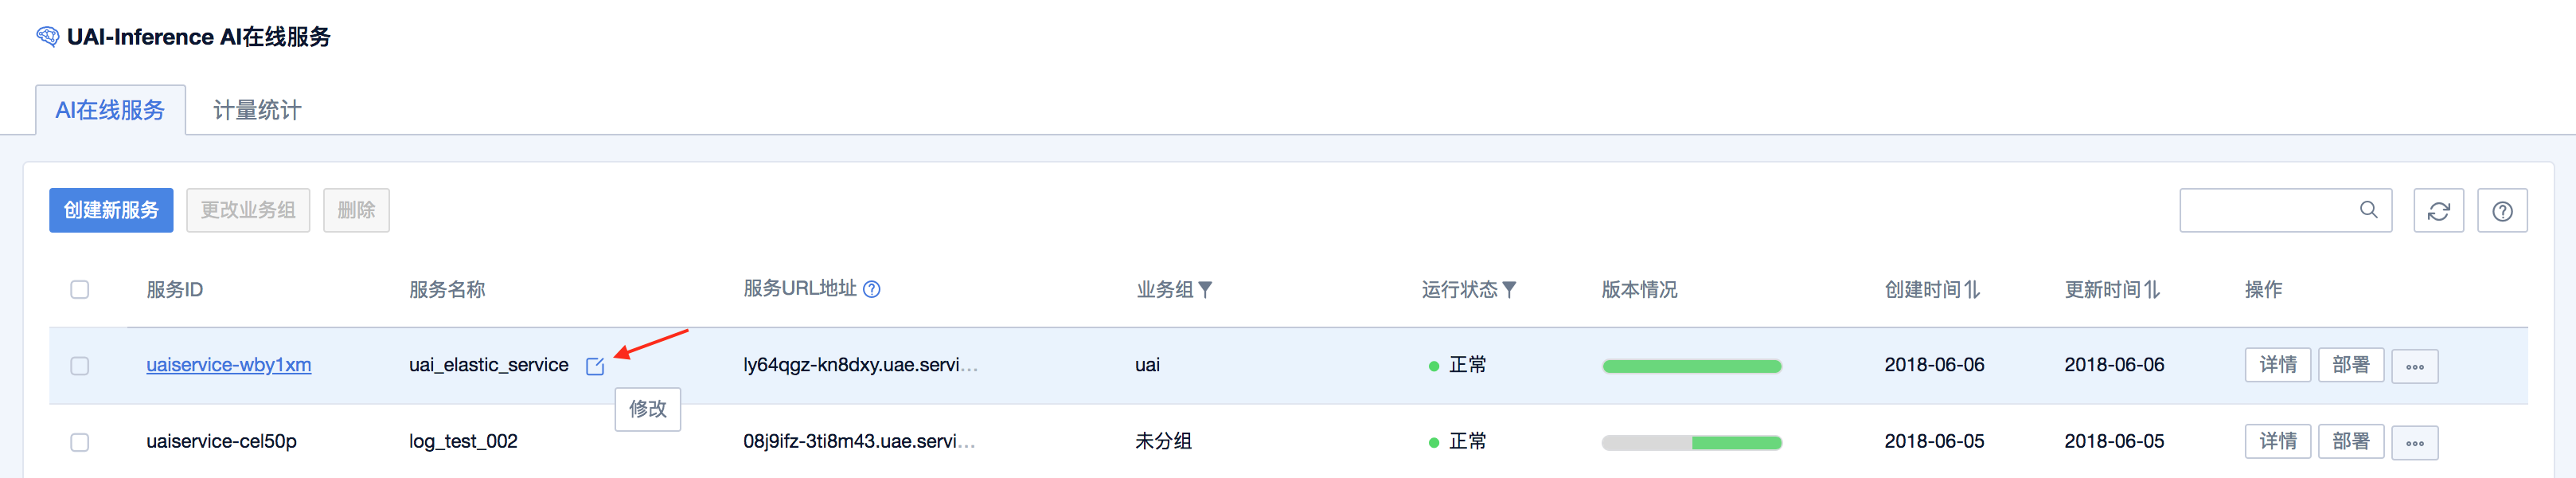 UAI-Inference AI在线服务
AI在线服务 计量统计
创建新服务 更改业务组 删除
服务ID 服务名称 服务URL地址 业务组 运行状态 版本情况 创建时间 更新时间 操作
uaiservice-wby1xm uai_elastic_service ly64qgz-kn8dxy.uae.servi... uai 正常 2018-06-06 2018-06-06 详情 部署
修改
uaiservice-cel50p log_test_002 08j9ifz-3ti8m43.uae.servi... 未分组 正常 2018-06-05 2018-06-05 详情 部署